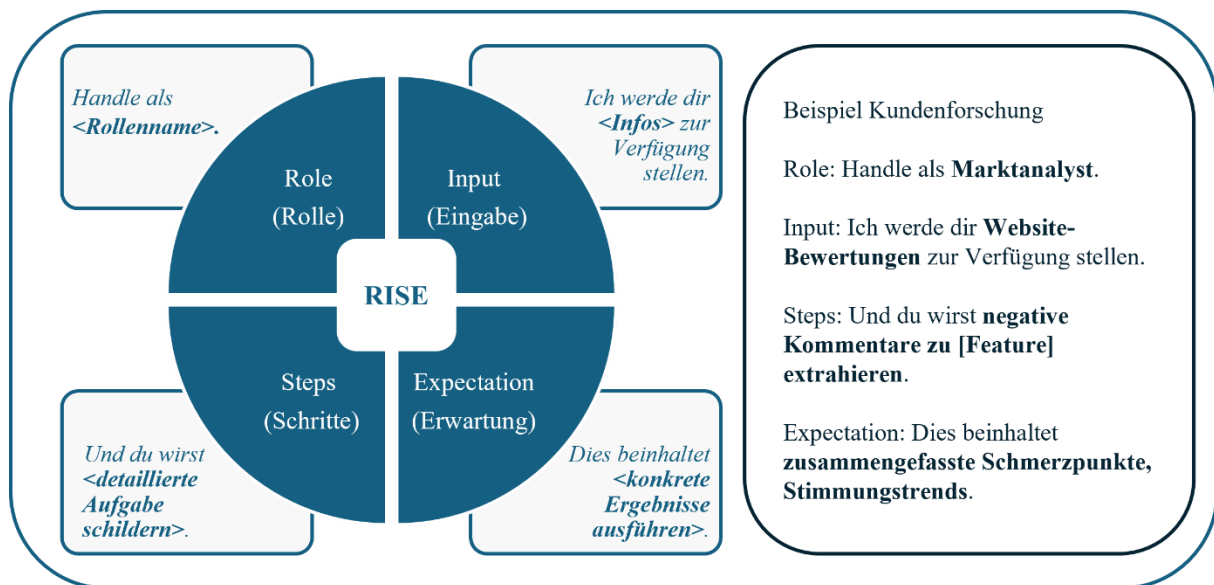 Handle als
<Rollenname>.
Ich werde dir
<Infos> zur
Verfügung
stellen.
Role
(Rolle)
Input
(Eingabe)
RISE
Steps
(Schritte)
Expectation
(Erwartung)
Und du wirst
<detaillierte
Aufgabe
schildern>.
Dies beinhaltet
<konkrete
Ergebnisse
ausführen>.
Beispiel Kundenforschung
Role: Handle als Marktanalyst.
Input: Ich werde dir Website-
Bewertungen zur Verfügung stellen.
Steps: Und du wirst negative
Kommentare zu [Feature]
extrahieren.
Expectation: Dies beinhaltet
zusammengefasste Schmerzpunkte,
Stimmungstrends.